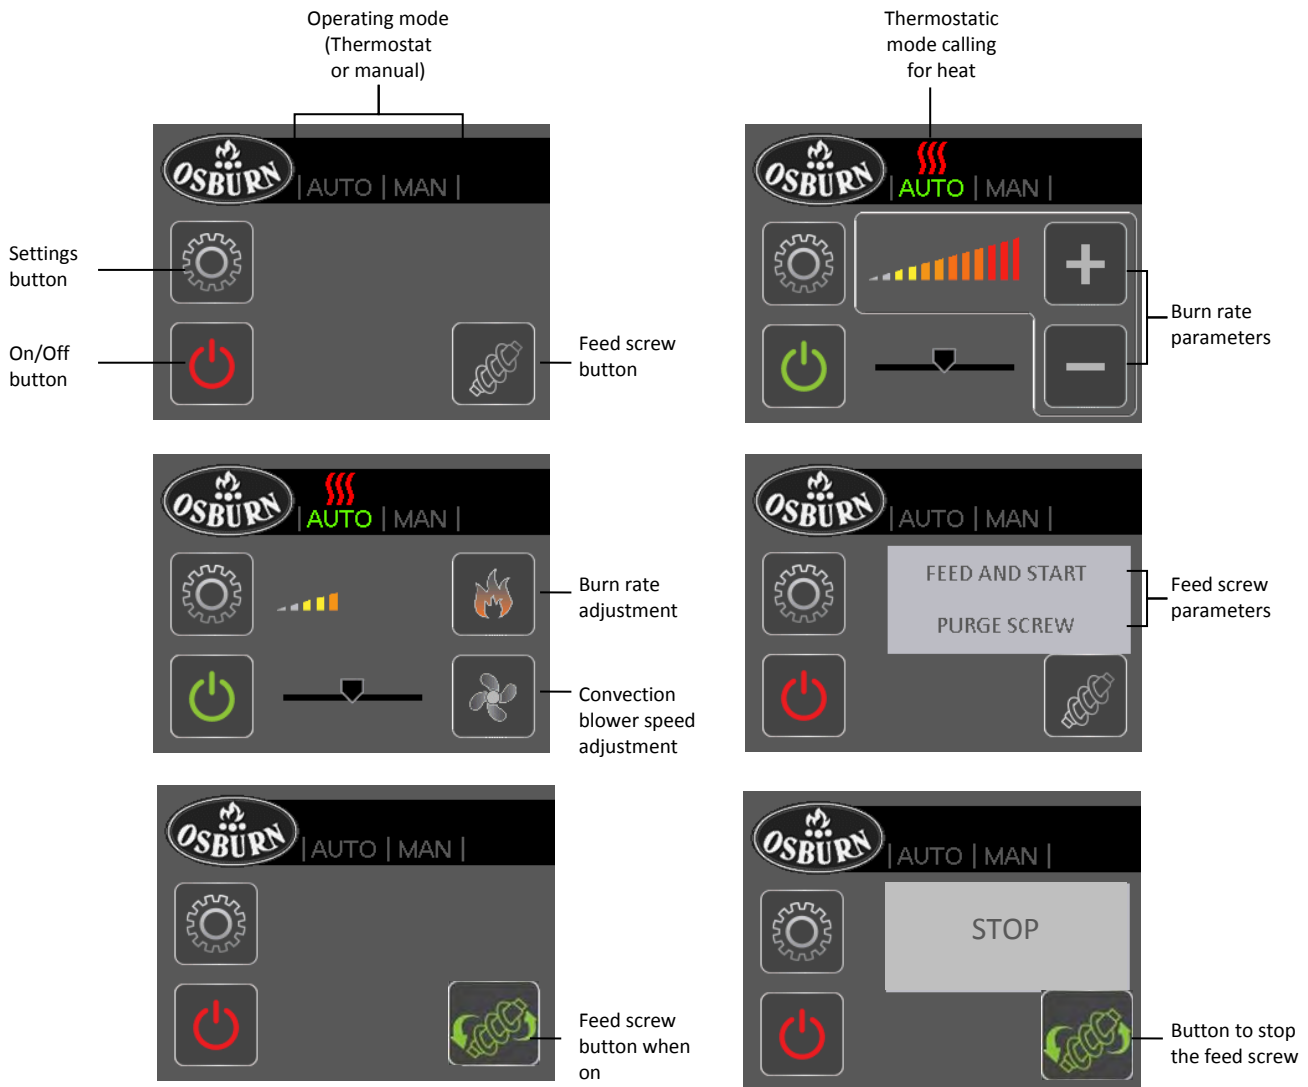 Operating mode
(Thermostat
or manual)
OSBURN
| AUTO | MAN |
Settings
button
On/Off
button
Feed screw
button
Thermostatic
mode calling
for heat
OSBURN
| AUTO | MAN |
Burn rate
parameters
OSBURN
| AUTO | MAN |
Burn rate
adjustment
Convection
blower speed
adjustment
OSBURN
| AUTO | MAN |
FEED AND START
PURGE SCREW
Feed screw
parameters
OSBURN
| AUTO | MAN |
Feed screw
button when
on
OSBURN
| AUTO | MAN |
STOP
Button to stop
the feed screw